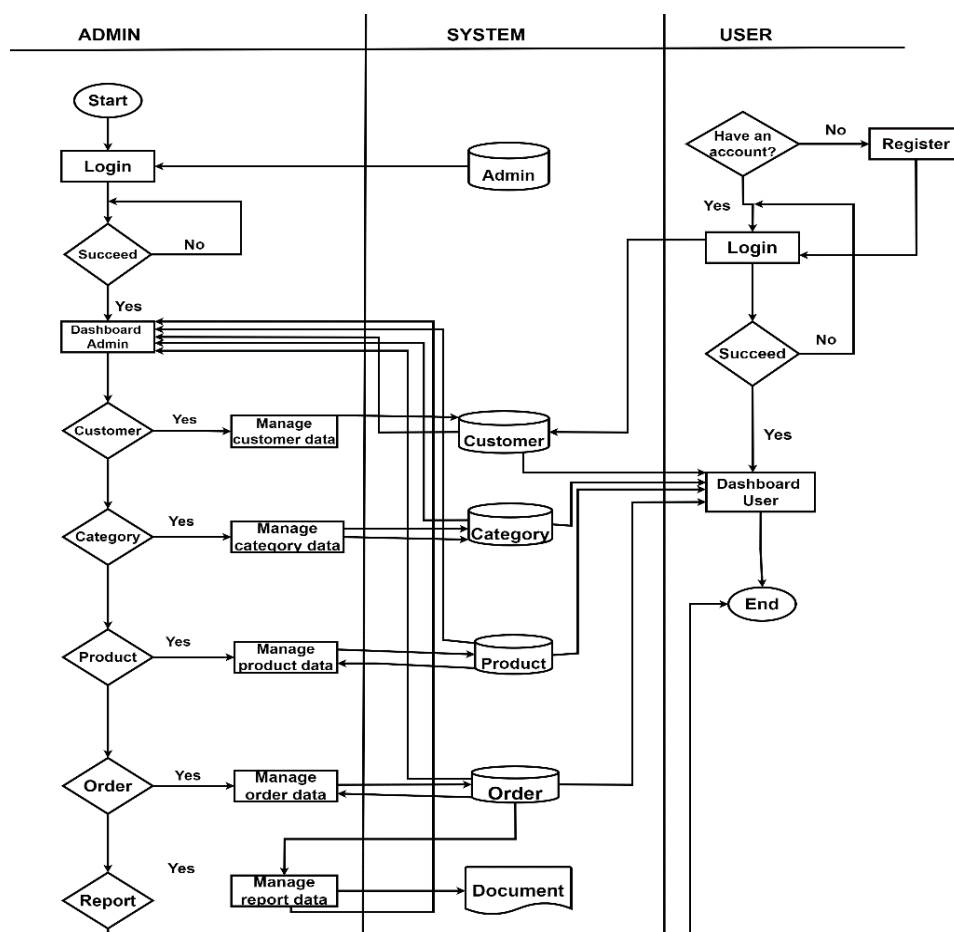 ADMIN
SYSTEM
USER
Start
Login
Admin
Have an
account?
No
Register
Yes
Login
Succeed
No
Yes
Dashboard
Admin
Succeed
No
Yes
Customer
Yes
Manage
customer data
Customer
Dashboard
User
Category
Yes
Manage
category data
Category
End
Product
Yes
Manage
product data
Product
Order
Yes
Manage
order data
Order
Report
Yes
Manage
report data
Document